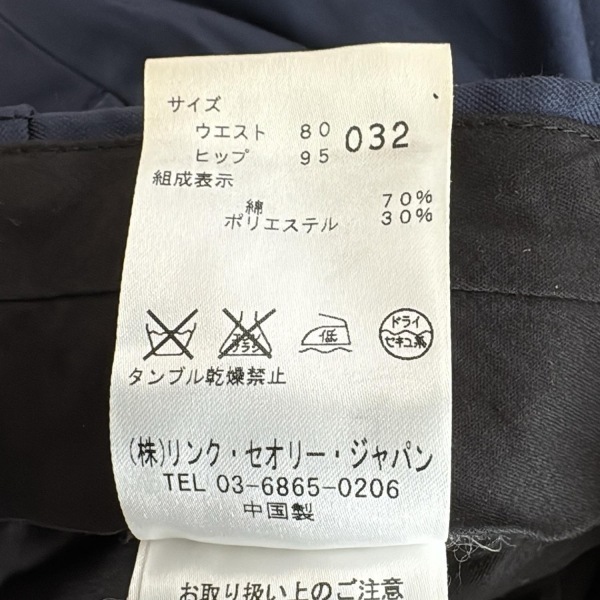 サイズ
ウエスト 80 032
ヒップ 95
組成表示
綿 70%
ポリエステル 30%
低
ドライ
セキユ系
タンブル乾燥禁止
(株)リンク・セオリー・ジャパン
TEL 03-6865-0206
中国製
お取り扱い上のご注意